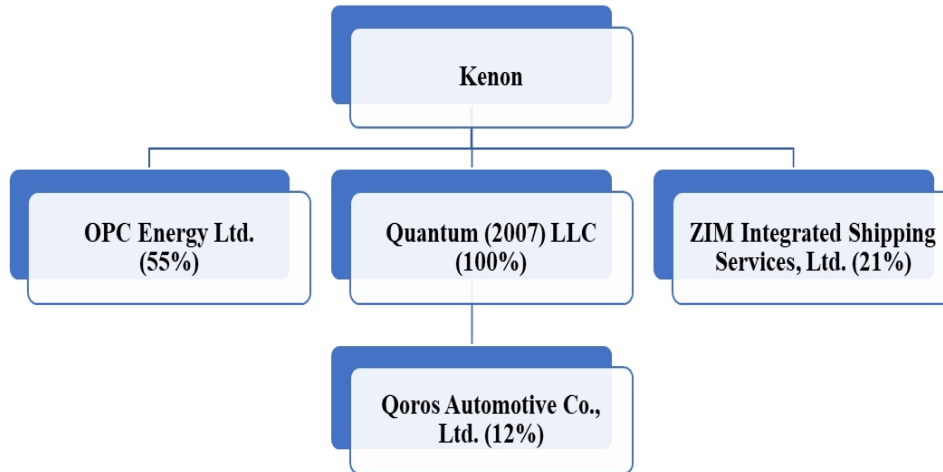 Kenon
OPC Energy Ltd.
(55%)
Quantum (2007) LLC
(100%)
ZIM Integrated Shipping
Services, Ltd. (21%)
Qoros Automotive Co.,
Ltd. (12%)